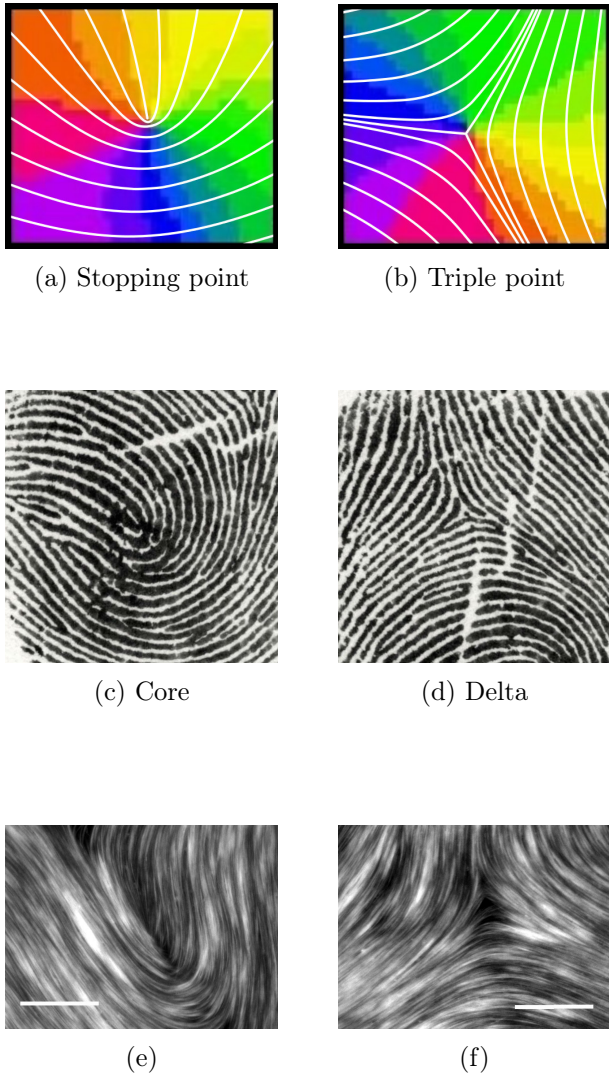 (a) Stopping point
(b) Triple point
(c) Core
(d) Delta
(e)
(f)